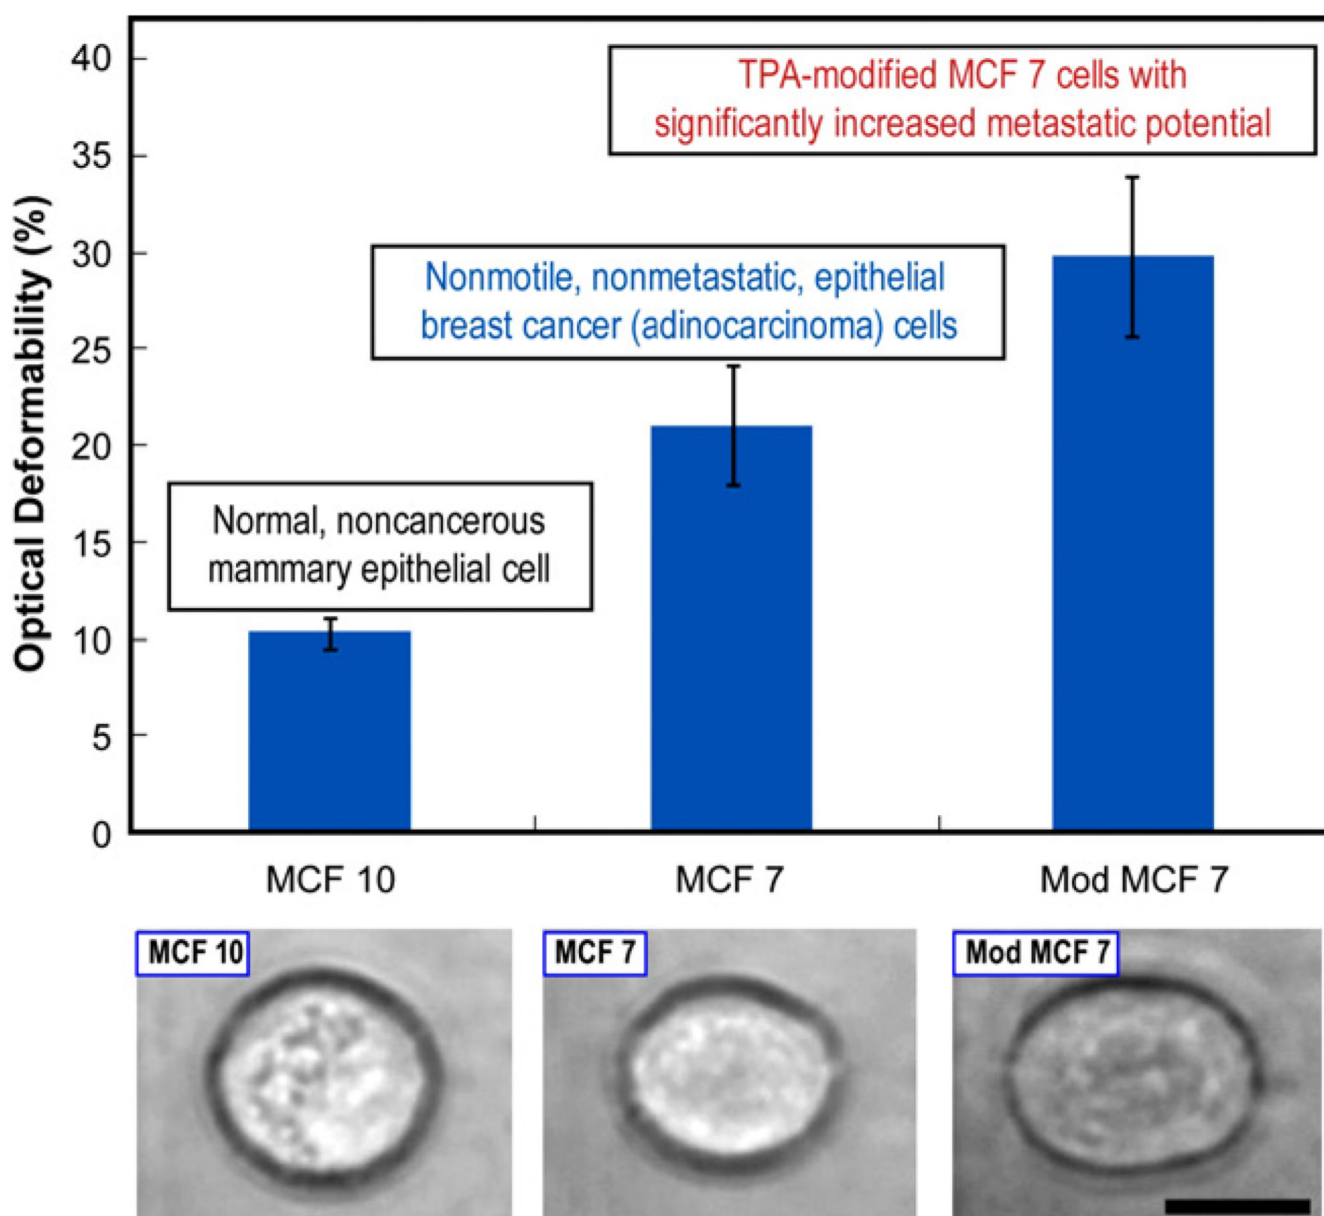 40
35
30
25
20
15
10
5
0
Optical Deformability (%)
TPA-modified MCF 7 cells with
significantly increased metastatic potential
Nonmotile, nonmetastatic, epithelial
breast cancer (adinocarcinoma) cells
Normal, noncancerous
mammary epithelial cell
MCF 10
MCF 7
Mod MCF 7
MCF 10
MCF 7
Mod MCF 7